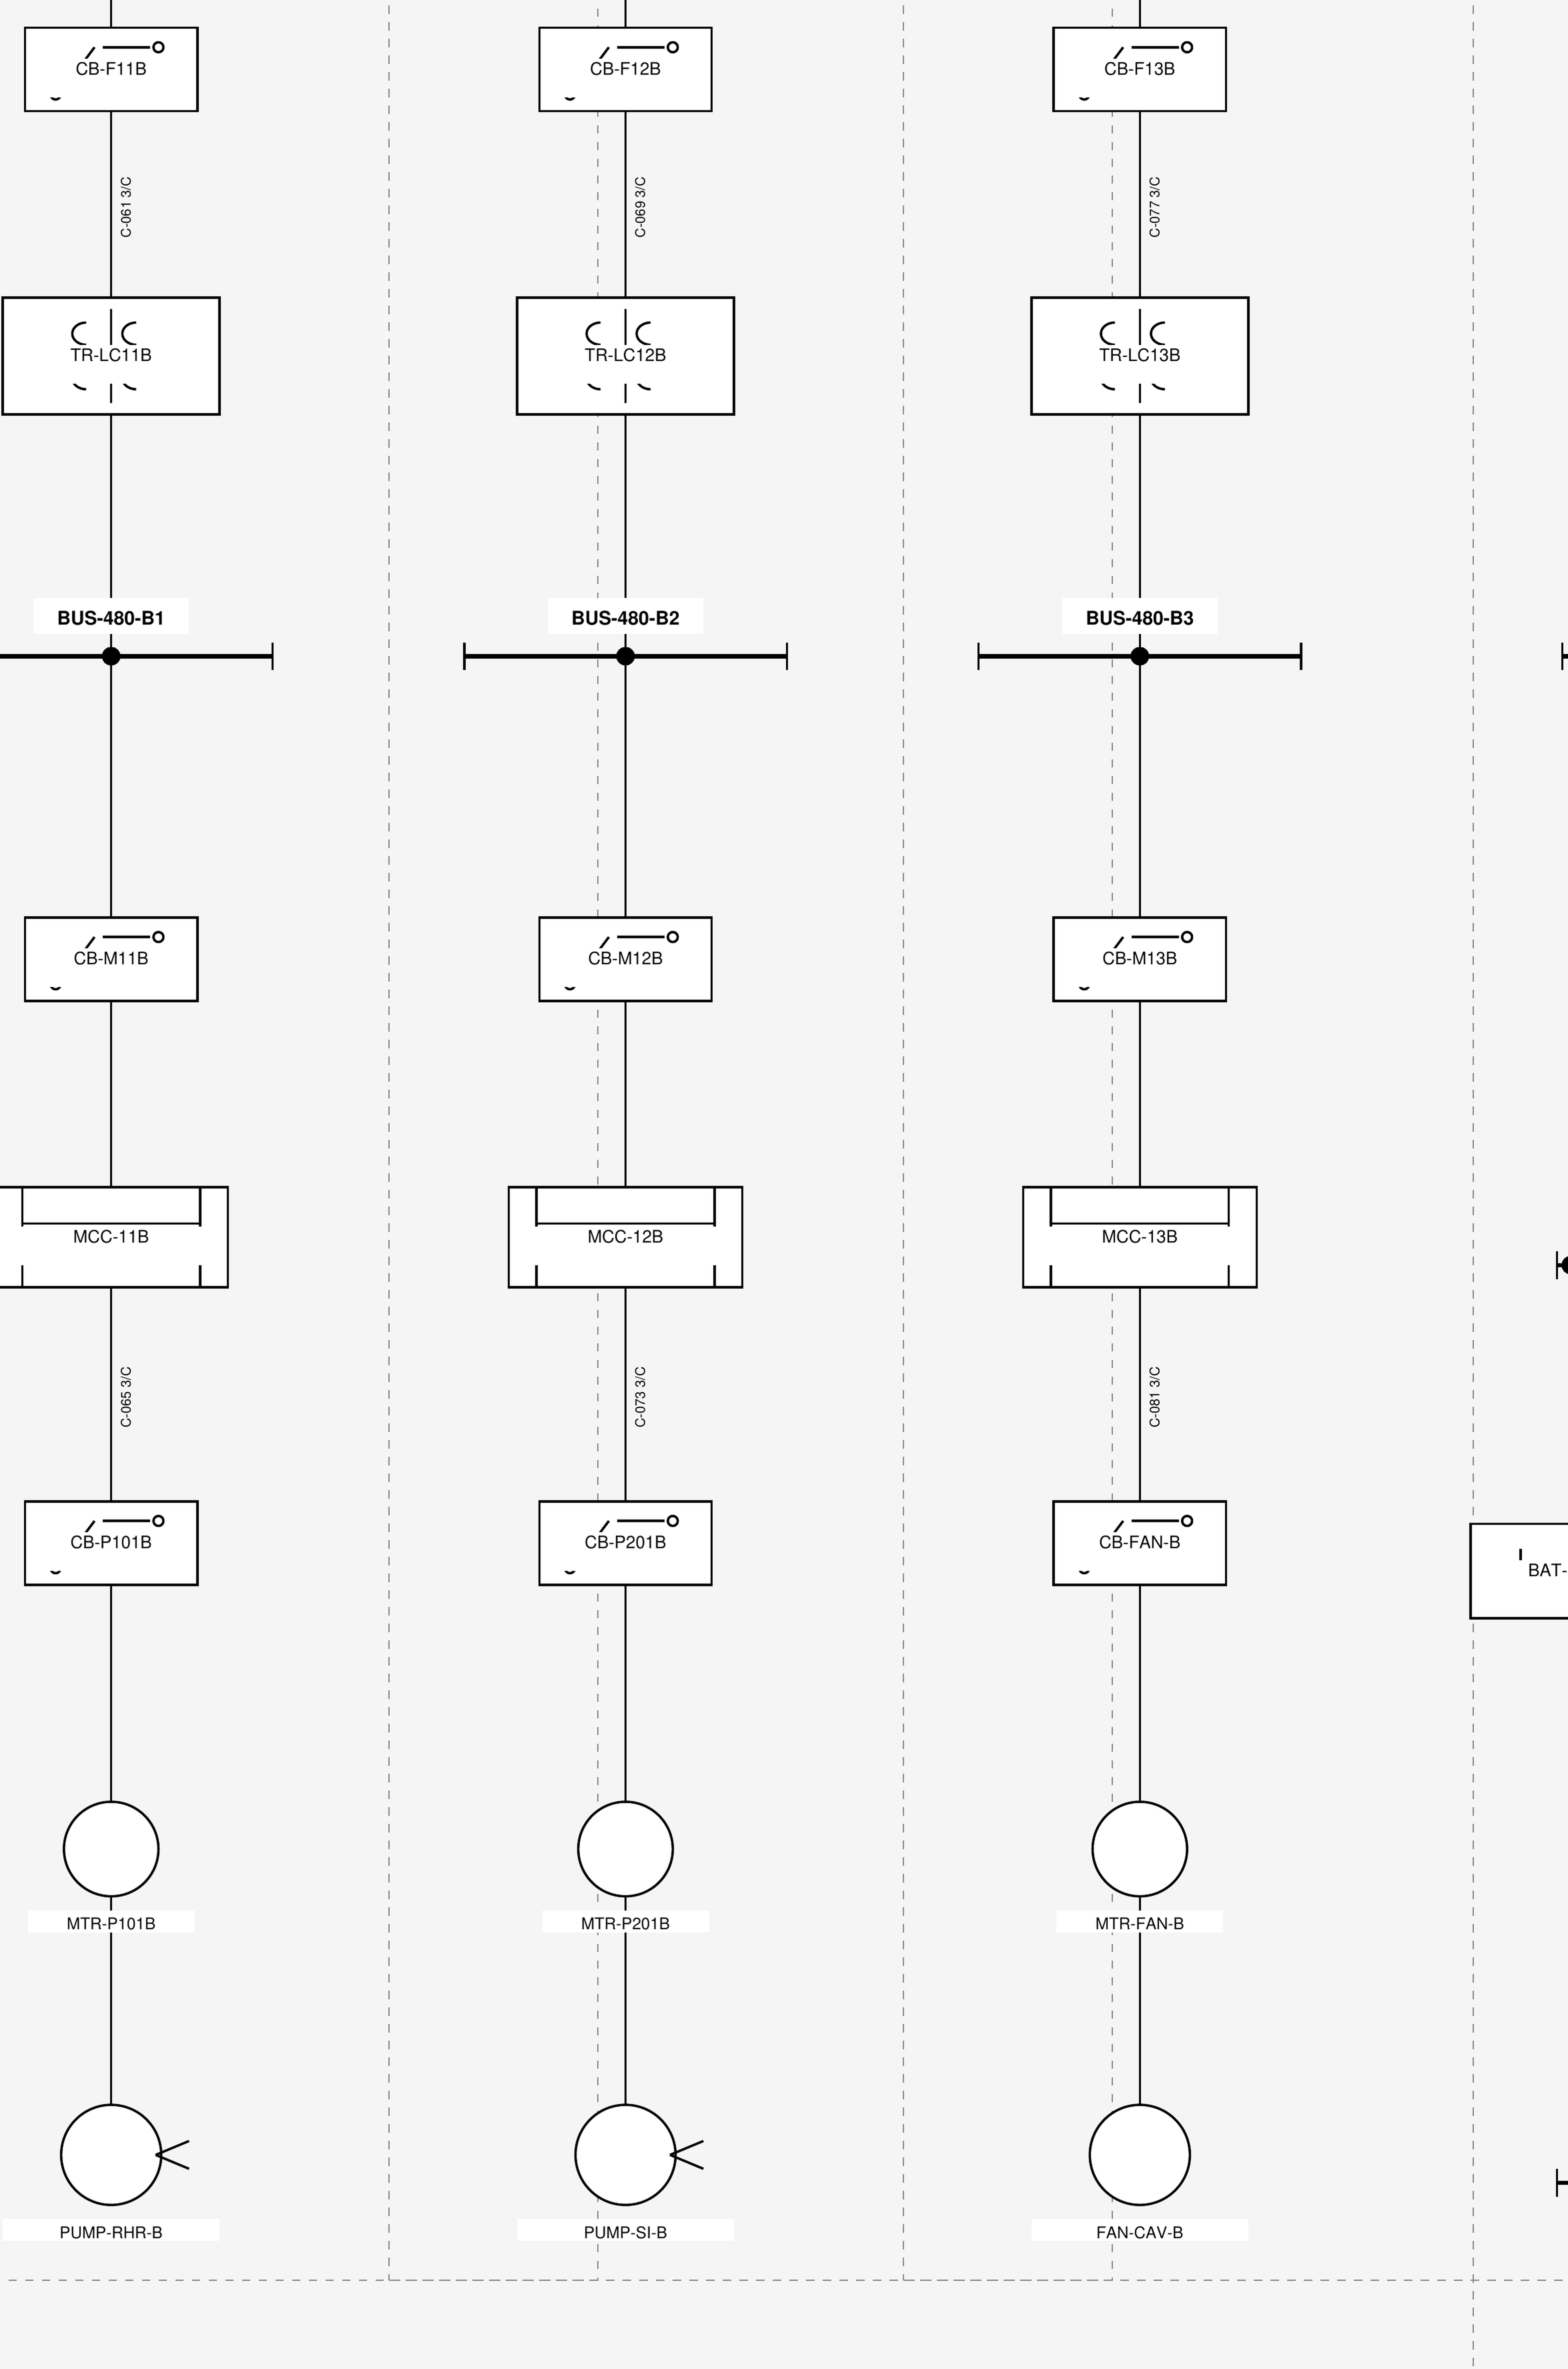 CB-F11B
CB-F12B
CB-F13B
C-061 3/C
C-069 3/C
C-077 3/C
TR-LC11B
TR-LC12B
TR-LC13B
BUS-480-B1
BUS-480-B2
BUS-480-B3
CB-M11B
CB-M12B
CB-M13B
MCC-11B
MCC-12B
MCC-13B
C-065 3/C
C-073 3/C
C-081 3/C
CB-P101B
CB-P201B
CB-FAN-B
BAT-
MTR-P101B
MTR-P201B
MTR-FAN-B
PUMP-RHR-B
PUMP-SI-B
FAN-CAV-B